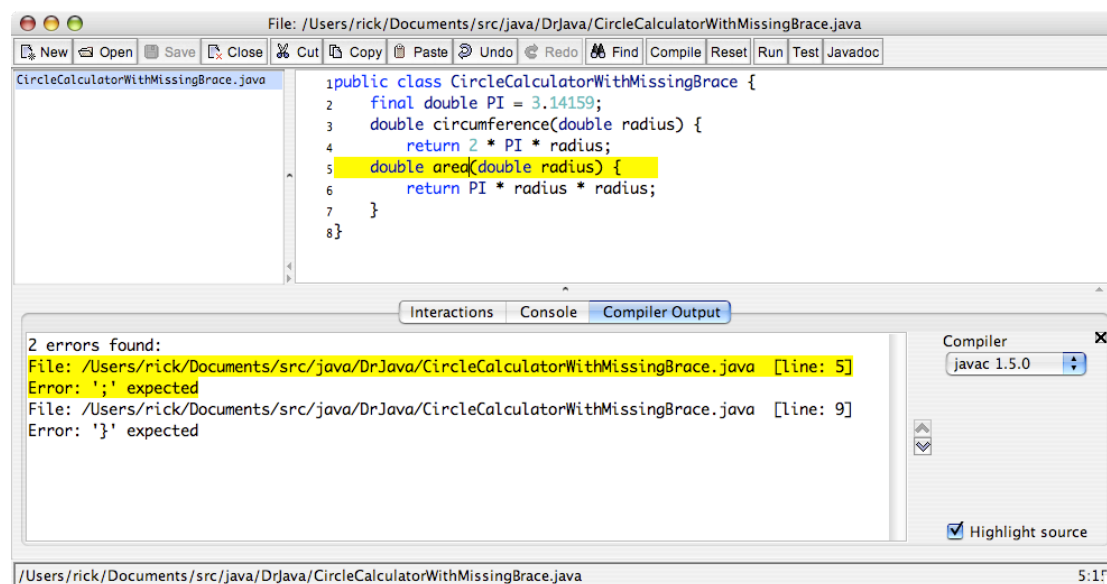 File: /Users/rick/Documents/src/java/DrJava/CircleCalculatorWithMissingBrace.java
New Open Save Close Cut Copy Paste Undo Redo Find Compile Reset Run Test Javadoc
CircleCalculatorWithMissingBrace.java
1public class CircleCalculatorWithMissingBrace {
2 final double PI = 3.14159;
3 double circumference(double radius) {
4 return 2 * PI * radius;
5 double area(double radius) {
6 return PI * radius * radius;
7 }
8}
Interactions Console Compiler Output
2 errors found:
File: /Users/rick/Documents/src/java/DrJava/CircleCalculatorWithMissingBrace.java [line: 5]
Error: ';' expected
File: /Users/rick/Documents/src/java/DrJava/CircleCalculatorWithMissingBrace.java [line: 9]
Error: '}' expected
Compiler
javac 1.5.0
Highlight source
/Users/rick/Documents/src/java/DrJava/CircleCalculatorWithMissingBrace.java